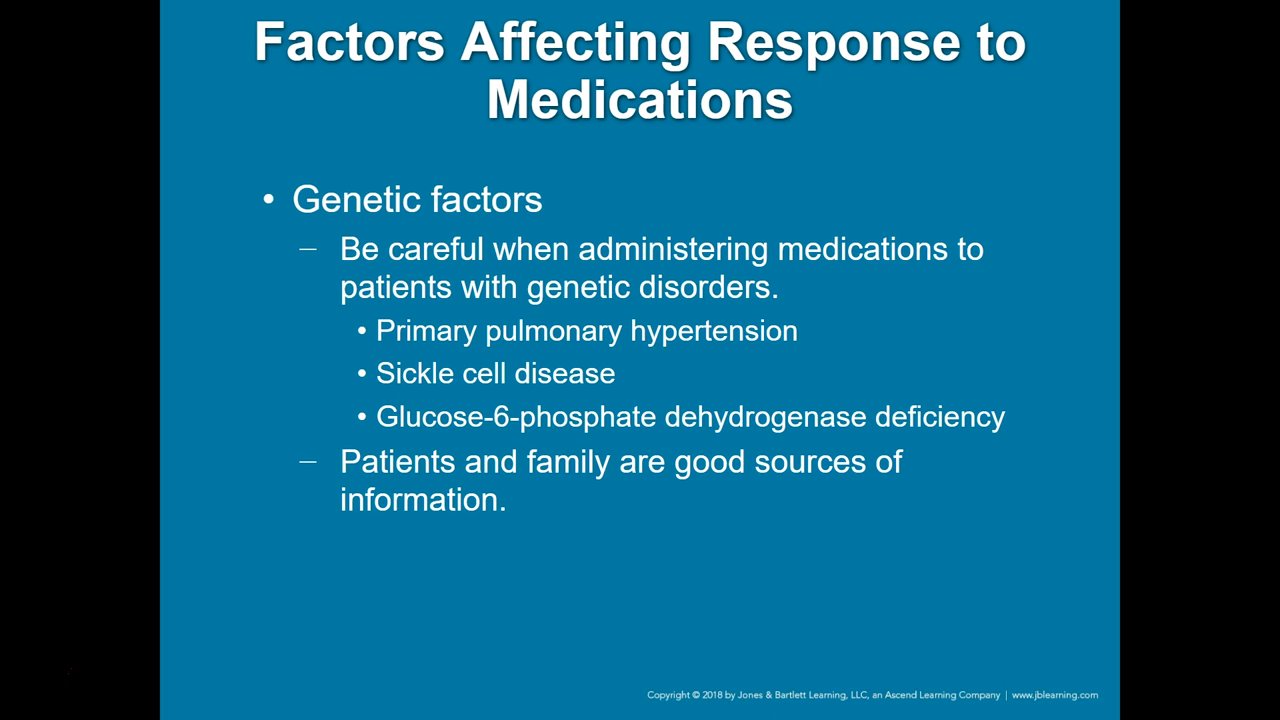 Factors Affecting Response to
Medications
• Genetic factors
– Be careful when administering medications to
patients with genetic disorders.
• Primary pulmonary hypertension
• Sickle cell disease
• Glucose-6-phosphate dehydrogenase deficiency
– Patients and family are good sources of
information.
Copyright © 2018 by Jones & Bartlett Learning, LLC, an Ascend Learning Company | www.jblearning.com